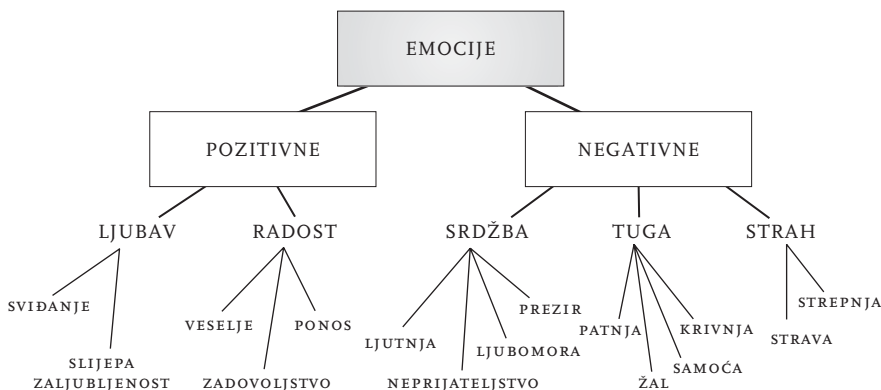 EMOCIJE
POZITIVNE
NEGATIVNE
LJUBAV
RADOST
SRDŽBA
TUGA
STRAH
SVIĐANJE
SLIJEPA
ZALJUBLJENOST
VESELJE
ZADOVOLJSTVO
PONOS
LJUTNJA
NEPRIJATELJSTVO
LJUBOMORA
PREZIR
PATNJA
ŽAL
SAMOĆA
KRIVNJA
STRAVA
STREPNJA